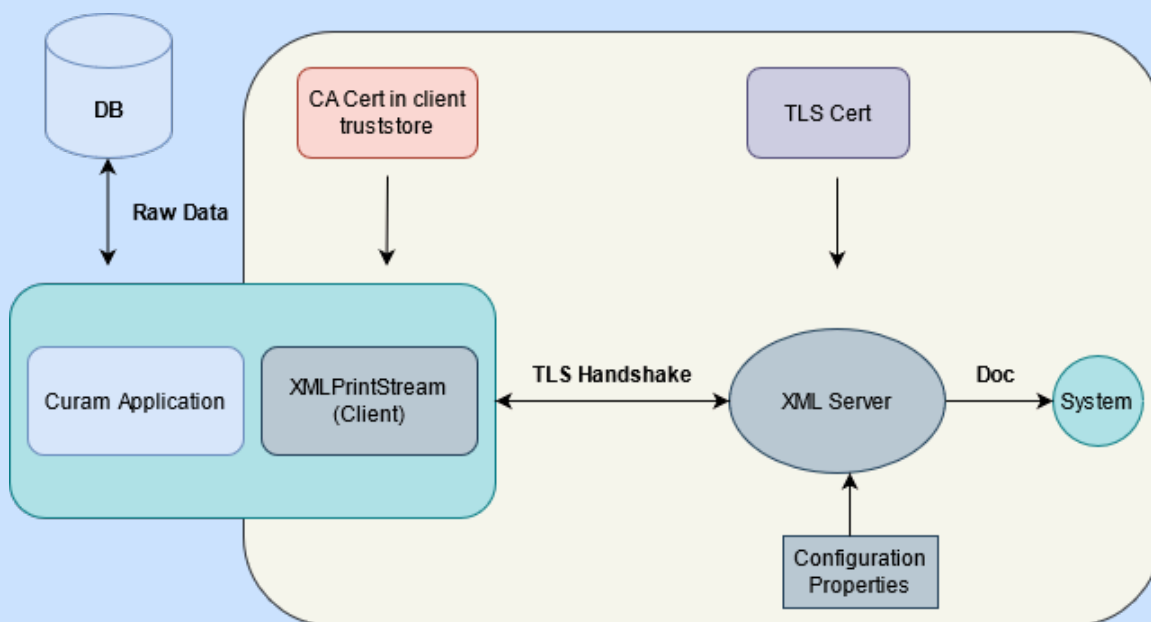 DB
CA Cert in client
truststore
TLS Cert
Raw Data
Curam Application
XMLPrintStream
(Client)
TLS Handshake
XML Server
Doc
System
Configuration
Properties